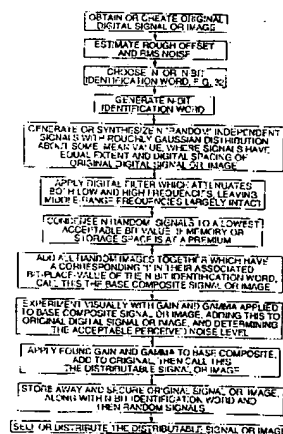 OBTAIN OR CREATE ORIGINAL
DIGITAL SIGNAL OR IMAGE
ESTIMATE ROUGH OFFSET
AND RMS NOISE
CHOOSE N OR N-BIT
IDENTIFICATION WORD, E.G. 32
GENERATE N-BIT
IDENTIFICATION WORD
GENERATE OR SYNTHESIZE N "RANDOM" INDEPENDENT
SIGNALS WITH ROUGHLY GAUSSIAN DISTRIBUTION
ABOUT SOME MEAN VALUE, WHERE SIGNALS HAVE
EQUAL EXTENT AND DIGITAL SPACING OF
ORIGINAL DIGITAL SIGNAL OR IMAGE
APPLY DIGITAL FILTER WHICH ATTENUATES
BOTH LOW AND HIGH FREQUENCIES, LEAVING
MIDDLE RANGE FREQUENCIES LARGELY INTACT
CONDENSE N RANDOM SIGNALS TO LOWEST
ACCEPTABLE BIT VALUE IF MEMORY OR
STORAGE SPACE IS AT A PREMIUM
ADD ALL RANDOM IMAGES TOGETHER WHICH HAVE
A CORRESPONDING '1' IN THEIR ASSOCIATED
BIT PLACE-VALUE OF THE N-BIT IDENTIFICATION WORD,
CALL THIS THE BASE COMPOSITE SIGNAL OR IMAGE
EXPERIMENT VISUALLY WITH GAIN AND GAMMA APPLIED
TO BASE COMPOSITE SIGNAL OR IMAGE, ADDING THIS TO
ORIGINAL DIGITAL SIGNAL OR IMAGE, AND DETERMINING
THE ACCEPTABLE PERCEIVED NOISE LEVEL
APPLY FOUND GAIN AND GAMMA TO BASE COMPOSITE,
ADD TO ORIGINAL, THEN CALL THIS
THE DISTRIBUTABLE SIGNAL OR IMAGE
STORE AWAY AND SECURE ORIGINAL SIGNAL OR IMAGE,
ALONG WITH N-BIT IDENTIFICATION WORD AND
THEN RANDOM SIGNALS
SELL OR DISTRIBUTE THE DISTRIBUTABLE SIGNAL OR IMAGE